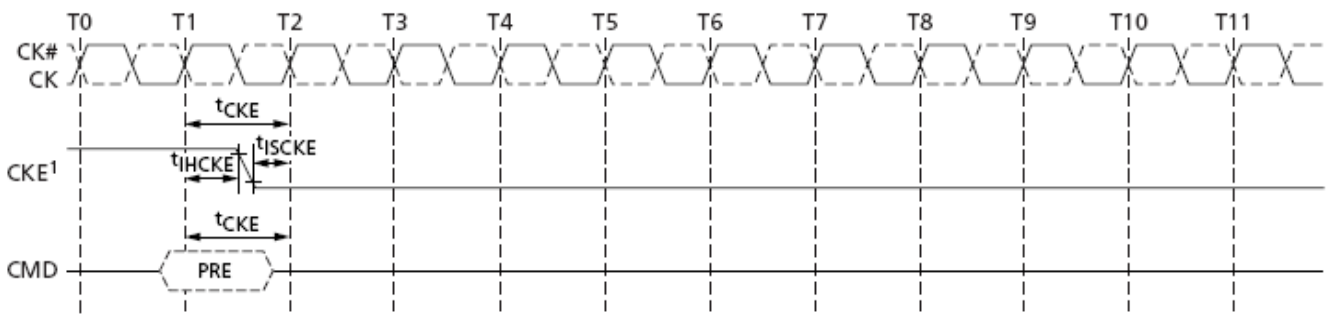 T0 T1 T2 T3 T4 T5 T6 T7 T8 T9 T10 T11
CK#
CK
tCKE
tISCKE
tIHCKE
CKE1
tCKE
CMD PRE